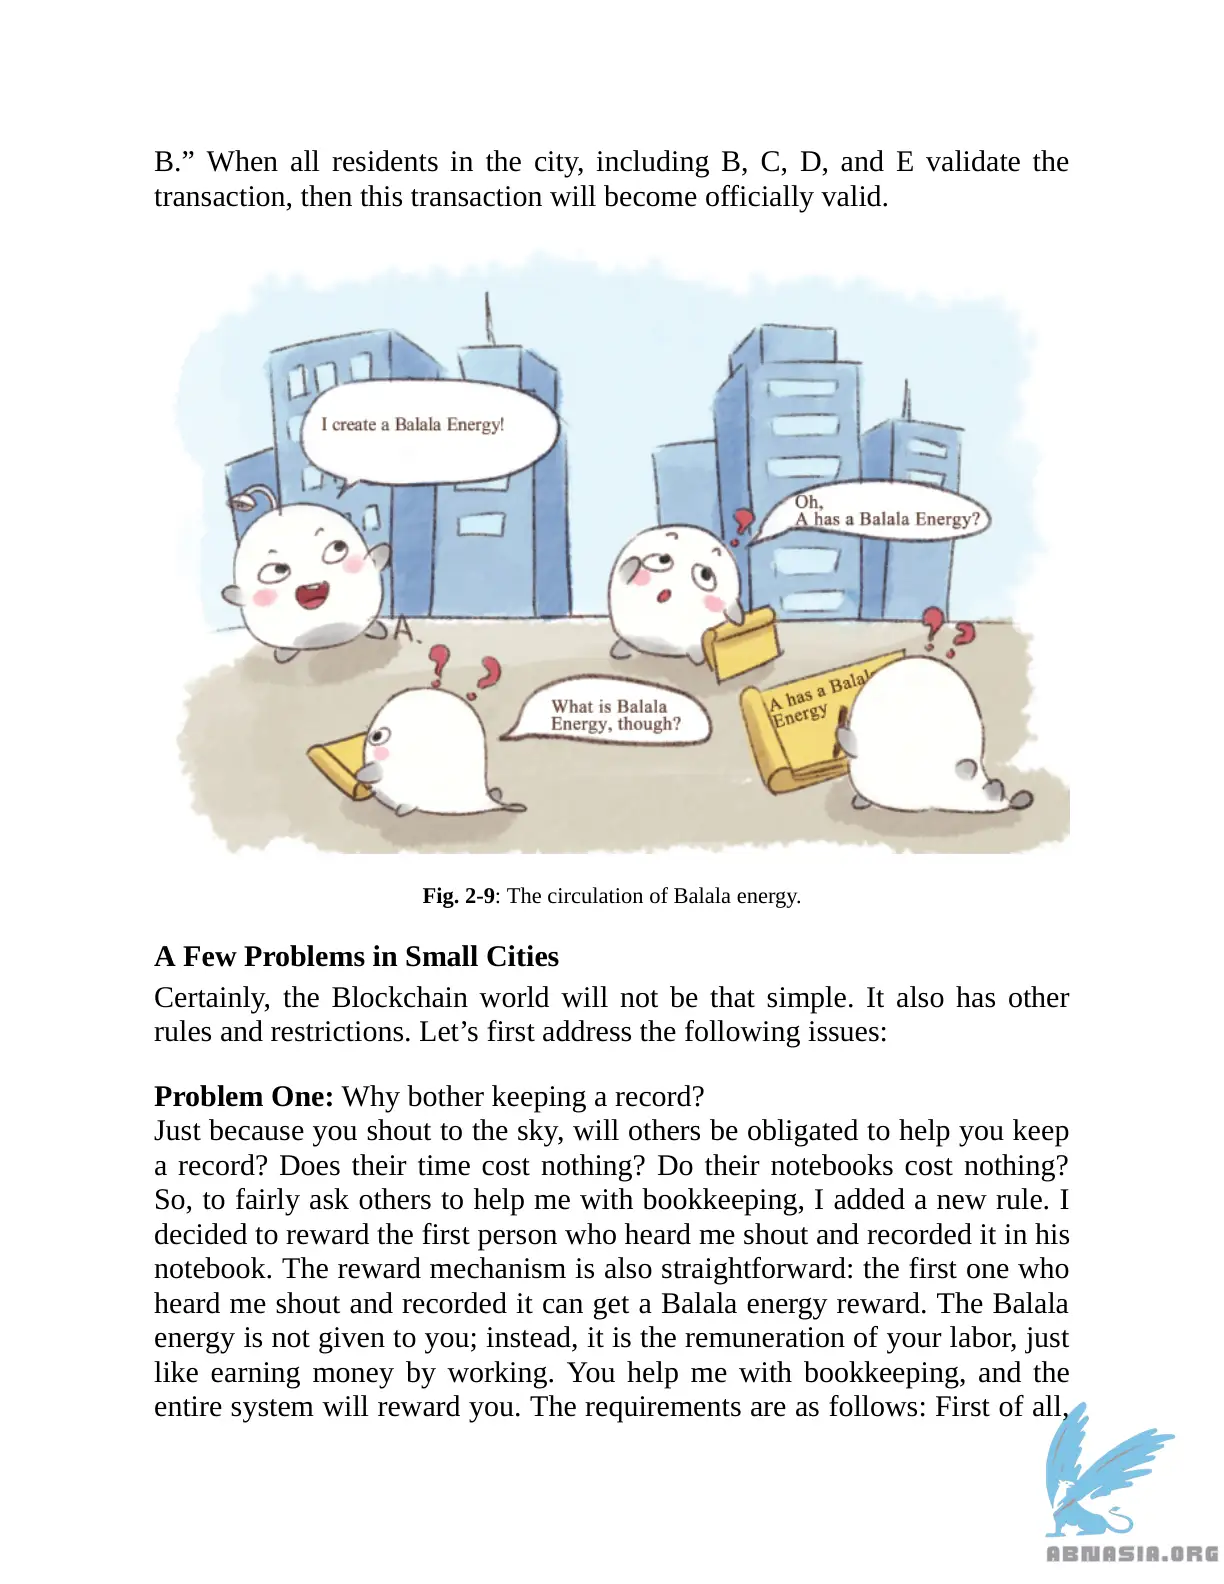 B.” When all residents in the city, including B, C, D, and E validate the
transaction, then this transaction will become officially valid.
I create a Balala Energy!
Oh,
A has a Balala Energy?
A.
What is Balala
Energy, though?
A has a Balal
Energy
Fig. 2-9: The circulation of Balala energy.
A Few Problems in Small Cities
Certainly, the Blockchain world will not be that simple. It also has other
rules and restrictions. Let’s first address the following issues:
Problem One: Why bother keeping a record?
Just because you shout to the sky, will others be obligated to help you keep
a record? Does their time cost nothing? Do their notebooks cost nothing?
So, to fairly ask others to help me with bookkeeping, I added a new rule. I
decided to reward the first person who heard me shout and recorded it in his
notebook. The reward mechanism is also straightforward: the first one who
heard me shout and recorded it can get a Balala energy reward. The Balala
energy is not given to you; instead, it is the remuneration of your labor, just
like earning money by working. You help me with bookkeeping, and the
entire system will reward you. The requirements are as follows: First of all,
ABNASIA.ORG